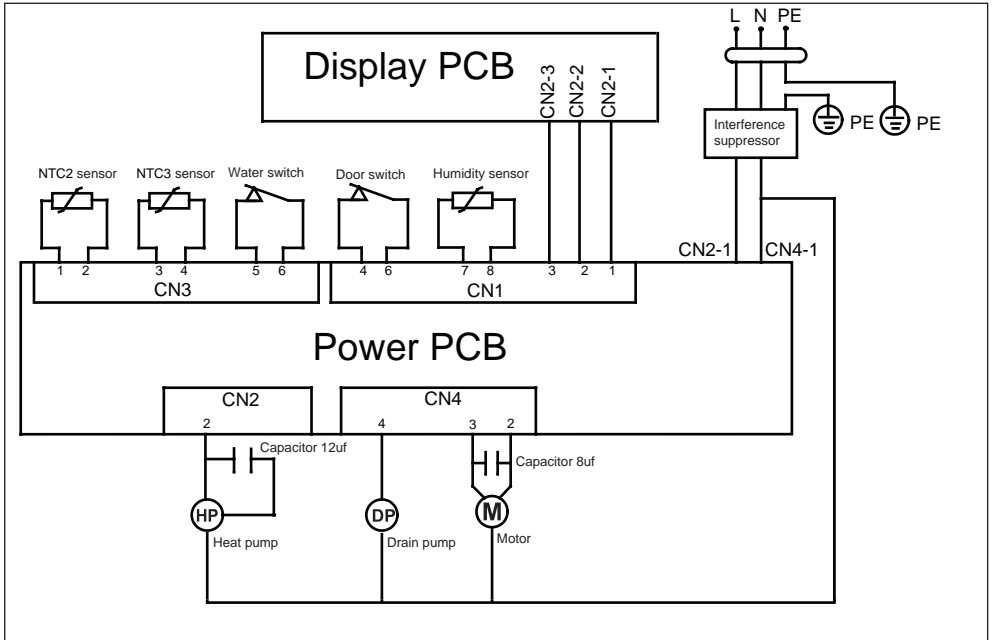 L N PE
Display PCB
CN2-3
CN2-2
CN2-1
Interference
suppressor
PE
PE
NTC2 sensor
NTC3 sensor
Water switch
Door switch
Humidity sensor
CN2-1
CN4-1
1 2 3 4 5 6 4 6 7 8 3 2 1
CN3
CN1
Power PCB
CN2
CN4
2
4
3
2
Capacitor 12uf
Capacitor 8uf
HP
DP
M
Heat pump
Drain pump
Motor